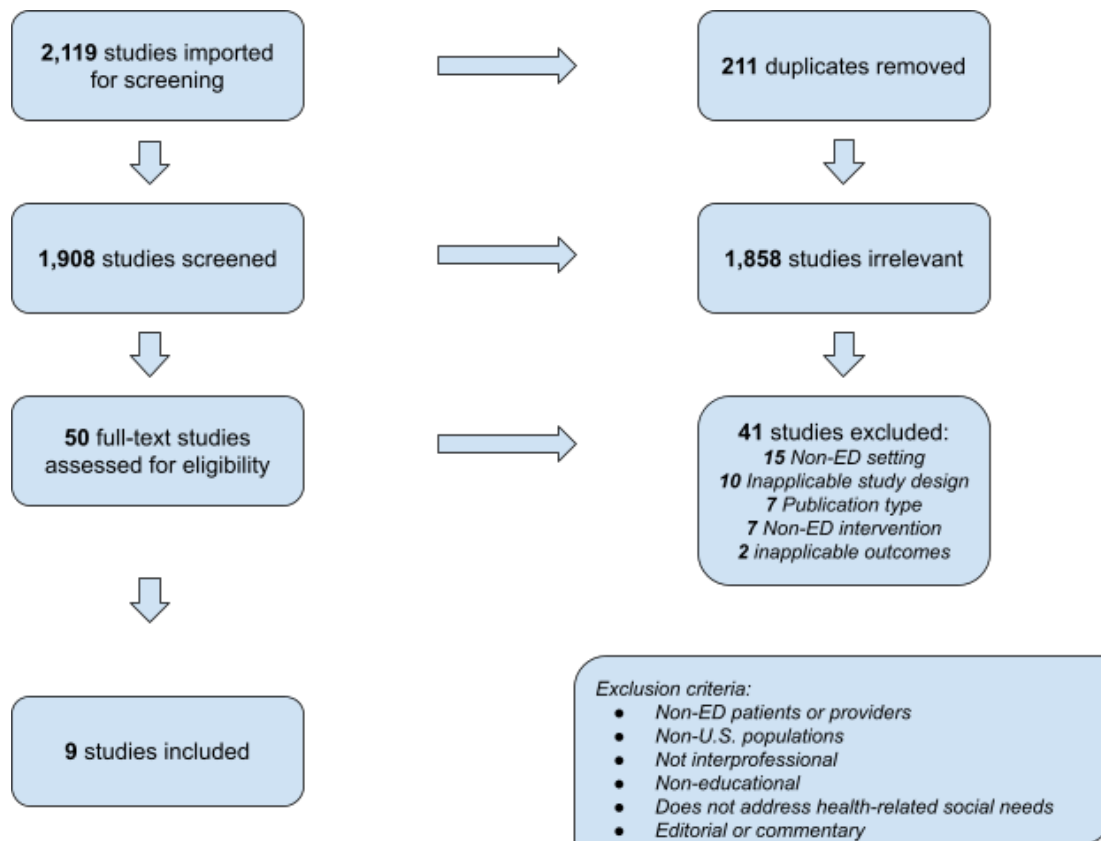 2,119 studies imported
for screening
211 duplicates removed
1,908 studies screened
1,858 studies irrelevant
50 full-text studies
assessed for eligibility
41 studies excluded:
15 Non-ED setting
10 Inapplicable study design
7 Publication type
7 Non-ED intervention
2 inapplicable outcomes
9 studies included
Exclusion criteria:
● Non-ED patients or providers
● Non-U.S. populations
● Not interprofessional
● Non-educational
● Does not address health-related social needs
● Editorial or commentary